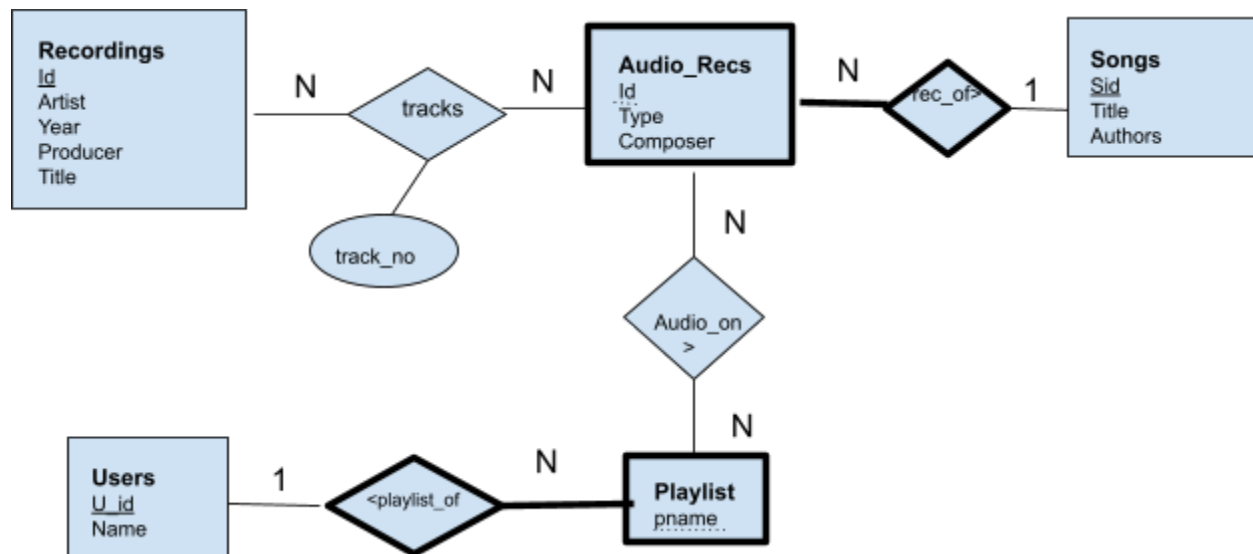 Recordings
Id
Artist
Year
Producer
Title
N
tracks
N
track_no
Audio_Recs
Id
Type
Composer
N
rec_of>
1
Songs
Sid
Title
Authors
N
Audio_on
>
N
Users
U_id
Name
1
<playlist_of
N
Playlist
pname